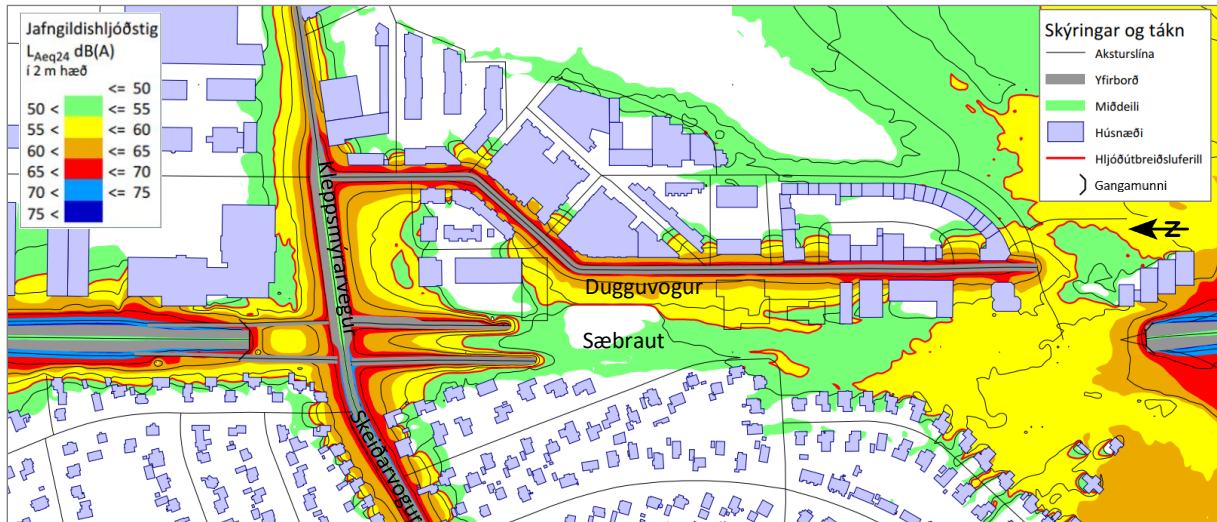 Jafngildishljóðstig
LAeq24 dB(A)
í 2 m hæð
<= 50
50 < <= 55
55 < <= 60
60 < <= 65
65 < <= 70
70 < <= 75
75 <
Skýringar og tákn
Aksturslína
Yfirborð
Miðdeili
Húsnæði
Hljóðútbreiðsluferill
Gangamunni
N
Kleppsmýrarvegur
Dugguvogur
Sæbraut
Skeiðarvogur